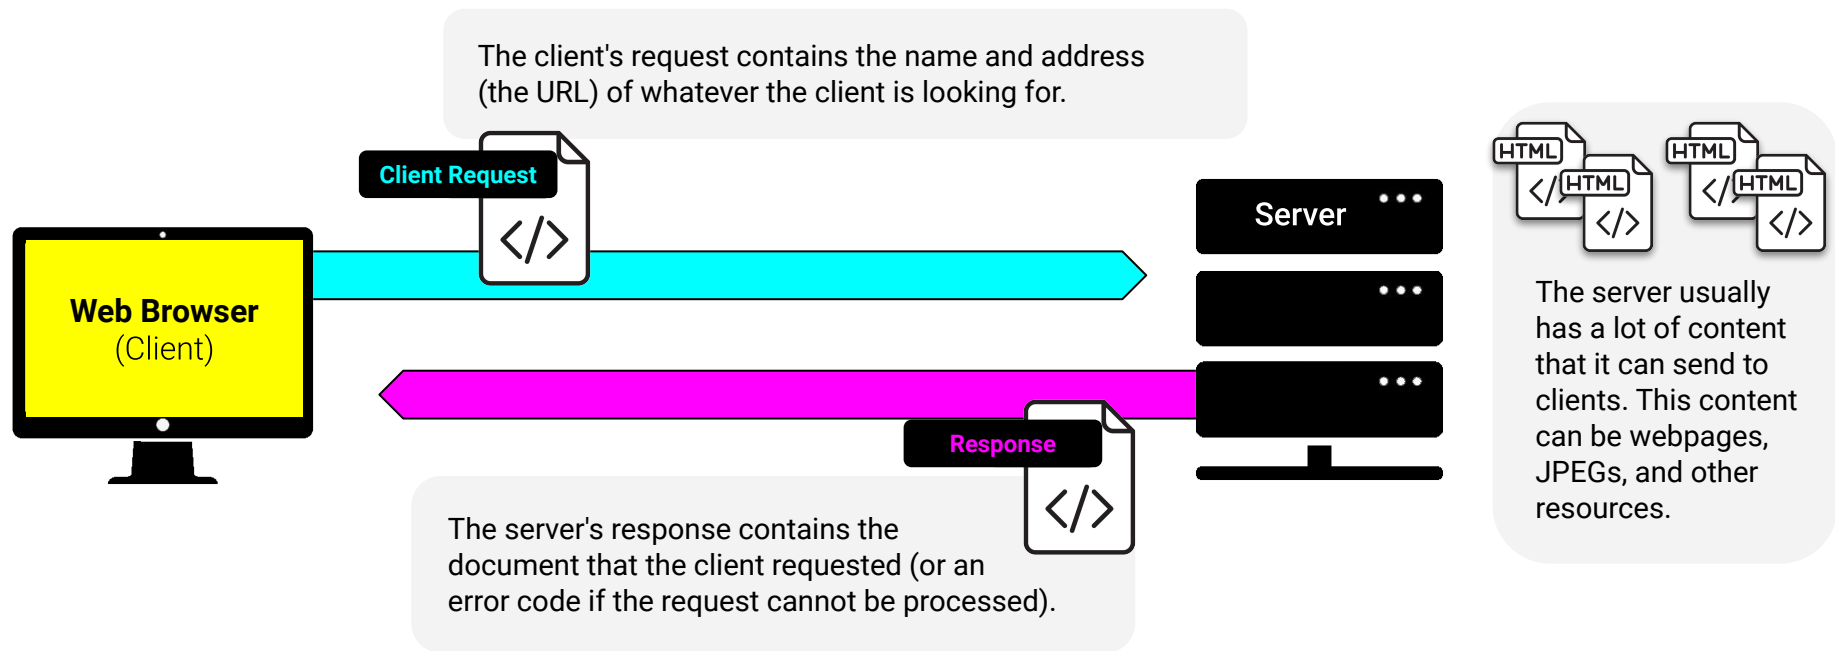 The client's request contains the name and address
(the URL) of whatever the client is looking for.
Client Request
Web Browser
(Client)
Server
Response
The server's response contains the
document that the client requested (or an
error code if the request cannot be processed).
HTML
HTML
HTML
HTML
The server usually
has a lot of content
that it can send to
clients. This content
can be webpages,
JPEGs, and other
resources.